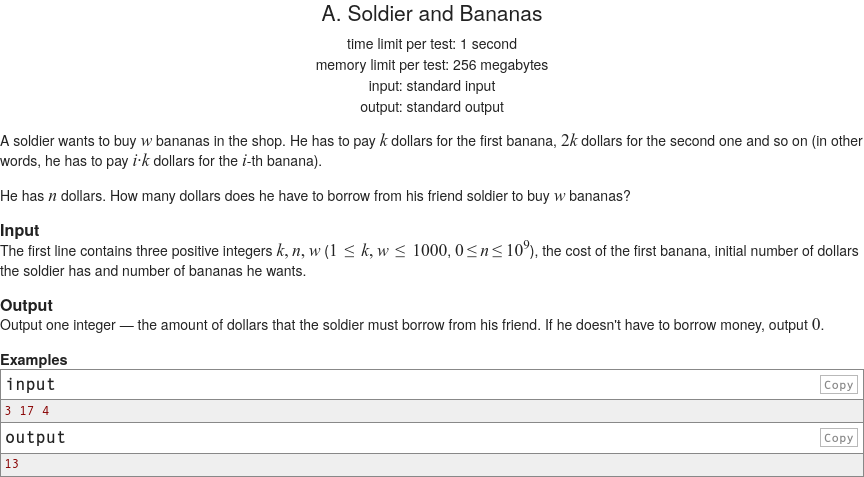 A. Soldier and Bananas
time limit per test: 1 second
memory limit per test: 256 megabytes
input: standard input
output: standard output
A soldier wants to buy w bananas in the shop. He has to pay k dollars for the first banana, 2k dollars for the second one and so on (in other
words, he has to pay i·k dollars for the i-th banana).
He has n dollars. How many dollars does he have to borrow from his friend soldier to buy w bananas?
Input
The first line contains three positive integers k, n, w (1 ≤ k, w ≤ 1000, 0 ≤ n ≤ 10⁹), the cost of the first banana, initial number of dollars
the soldier has and number of bananas he wants.
Output
Output one integer — the amount of dollars that the soldier must borrow from his friend. If he doesn't have to borrow money, output 0.
Examples
input Copy
3 17 4
output Copy
13